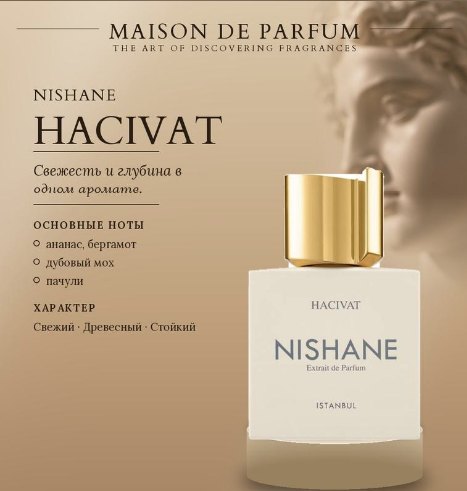 MAISON DE PARFUM
THE ART OF DISCOVERING FRAGRANCES
NISHANE
HACIVAT
Свежесть и глубина в
одном аромате.
ОСНОВНЫЕ НОТЫ
ананас, бергамот
дубовый мох
пачули
ХАРАКТЕР
Свежий · Древесный · Стойкий
HACIVAT
NISHANE
Extrait de Parfum
ISTANBUL